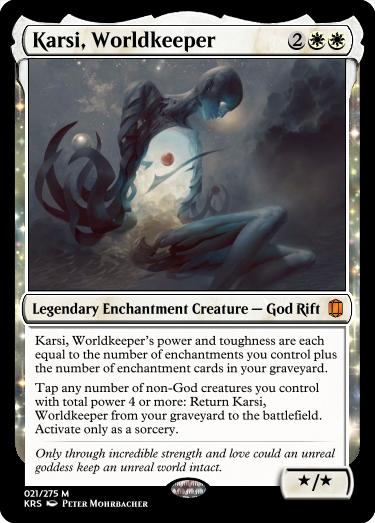 Karsi, Worldkeeper 2
Legendary Enchantment Creature — God Rift
Karsi, Worldkeeper's power and toughness are each
equal to the number of enchantments you control plus
the number of enchantment cards in your graveyard.
Tap any number of non-God creatures you control
with total power 4 or more: Return Karsi,
Worldkeeper from your graveyard to the battlefield.
Activate only as a sorcery.
Only through incredible strength and love could an unreal
goddess keep an unreal world intact.
*/*
021/275 M
KRS Peter Mohrbacher